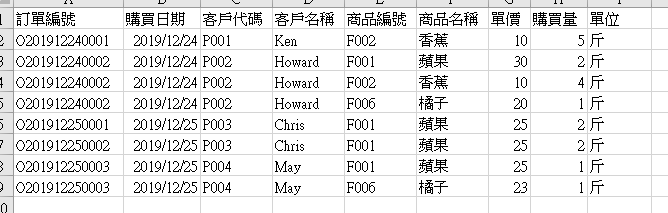 訂單編號 購買日期 客戶代碼 客戶名稱 商品編號 商品名稱 單價 購買量 單位
2 O201912240001 2019/12/24 P001 Ken F002 香蕉 10 5 斤
O201912240002 2019/12/24 P002 Howard F001 蘋果 30 2 斤
4 O201912240002 2019/12/24 P002 Howard F002 香蕉 10 4 斤
5 O201912240002 2019/12/24 P002 Howard F006 橘子 20 1 斤
O201912250001 2019/12/25 P003 Chris F001 蘋果 25 2 斤
7 O201912250002 2019/12/25 P003 Chris F001 蘋果 25 2 斤
8 O201912250003 2019/12/25 P004 May F001 蘋果 25 1 斤
9 O201912250003 2019/12/25 P004 May F006 橘子 23 1 斤